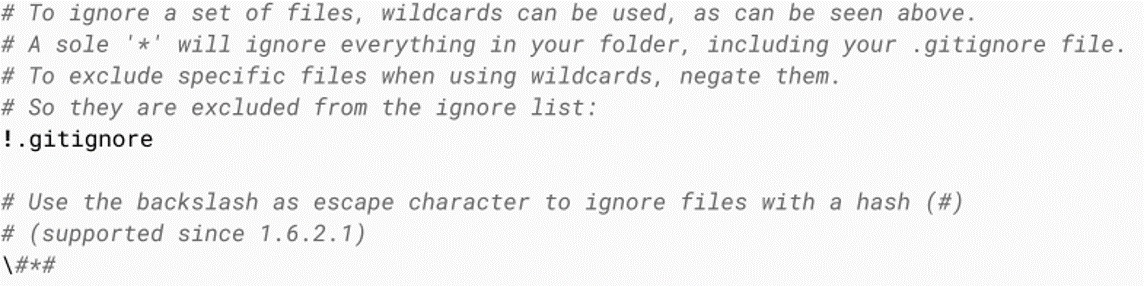 # To ignore a set of files, wildcards can be used, as can be seen above.
# A sole '*' will ignore everything in your folder, including your .gitignore file.
# To exclude specific files when using wildcards, negate them.
# So they are excluded from the ignore list:
!.gitignore
# Use the backslash as escape character to ignore files with a hash (#)
# (supported since 1.6.2.1)
\#*#